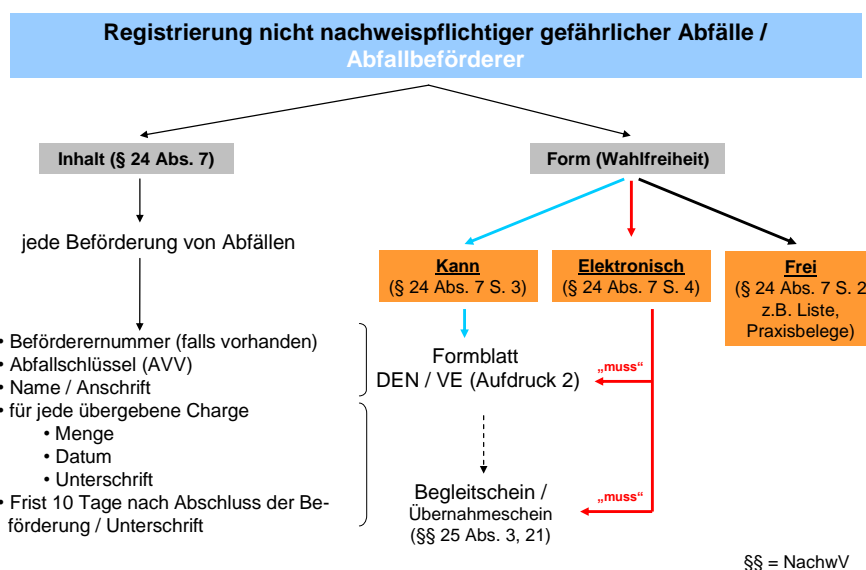 Registrierung nicht nachweispflichtiger gefährlicher Abfälle /
Abfallbeförderer
Inhalt (§ 24 Abs. 7)
Form (Wahlfreiheit)
jede Beförderung von Abfällen
Kann
(§ 24 Abs. 7 S. 3)
Elektronisch
(§ 24 Abs. 7 S. 4)
Frei
(§ 24 Abs. 7 S. 2
z.B. Liste,
Praxisbelege)
• Befördserernummer (falls vorhanden)
• Abfallschlüssel (AVV)
• Name / Anschrift
• für jede übergebene Charge
• Menge
• Datum
• Unterschrift
• Frist 10 Tage nach Abschluss der Be-
förderung / Unterschrift
Formblatt
DEN / VE (Aufdruck 2)
„muss“
Begleitschein /
Übernahmeschein
(§§ 25 Abs. 3, 21)
„muss“
§§ = NachwV